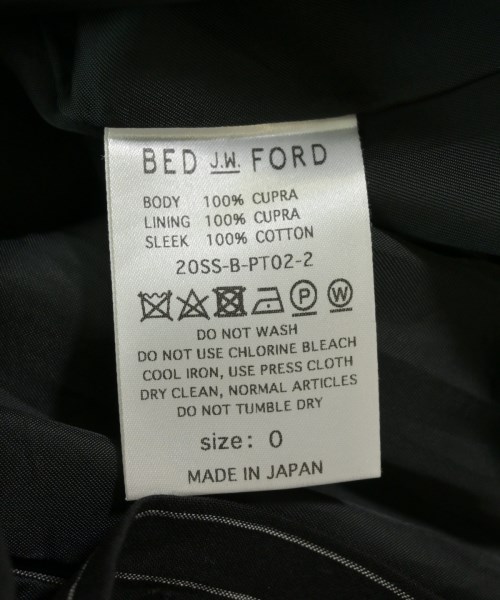 BED J.W. FORD
BODY 100% CUPRA
LINING 100% CUPRA
SLEEK 100% COTTON
20SS-B-PT02-2
P W
DO NOT WASH
DO NOT USE CHLORINE BLEACH
COOL IRON, USE PRESS CLOTH
DRY CLEAN, NORMAL ARTICLES
DO NOT TUMBLE DRY
size: 0
MADE IN JAPAN